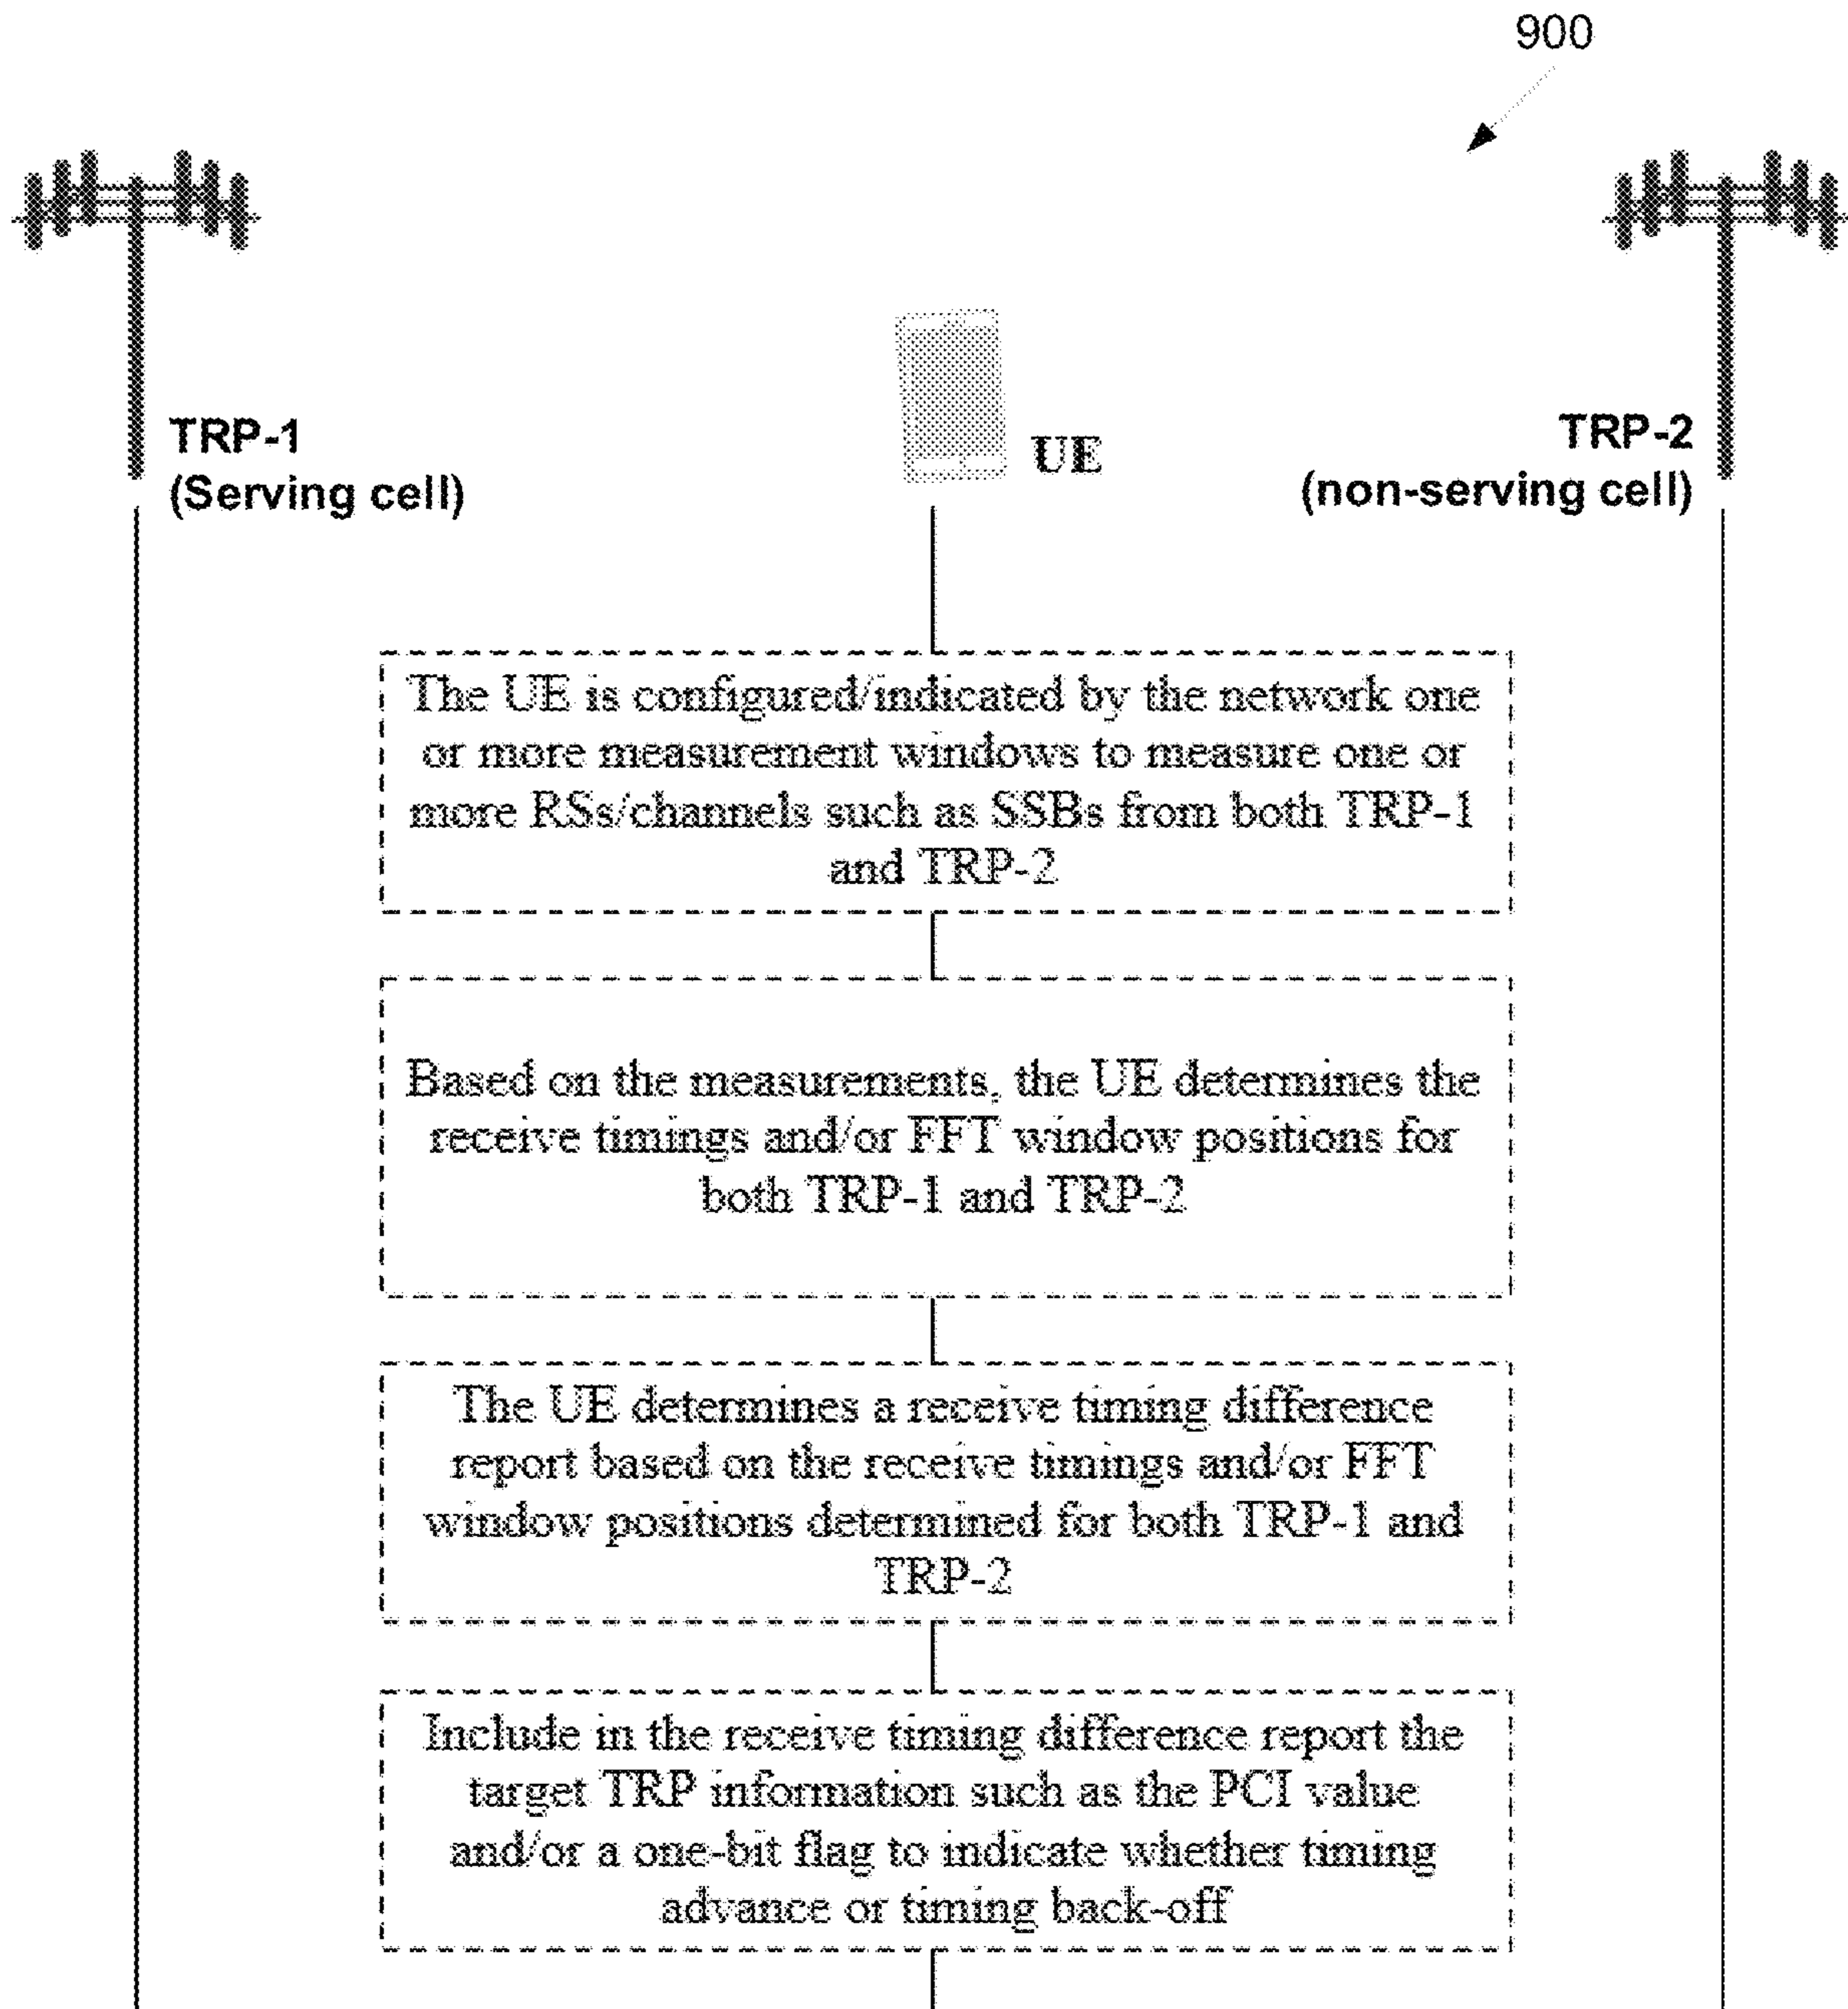 900
TRP-1
(Serving cell)
UE
TRP-2
(non-serving cell)
The UE is configured/indicated by the network one
or more measurement windows to measure one or
more RSs/channels such as SSBs from both TRP-1
and TRP-2
Based on the measurements, the UE determines the
receive timings and/or FFT window positions for
both TRP-1 and TRP-2
The UE determines a receive timing difference
report based on the receive timings and/or FFT
window positions determined for both TRP-1 and
TRP-2
Include in the receive timing difference report the
target TRP information such as the PCI value
and/or a one-bit flag to indicate whether timing
advance or timing back-off